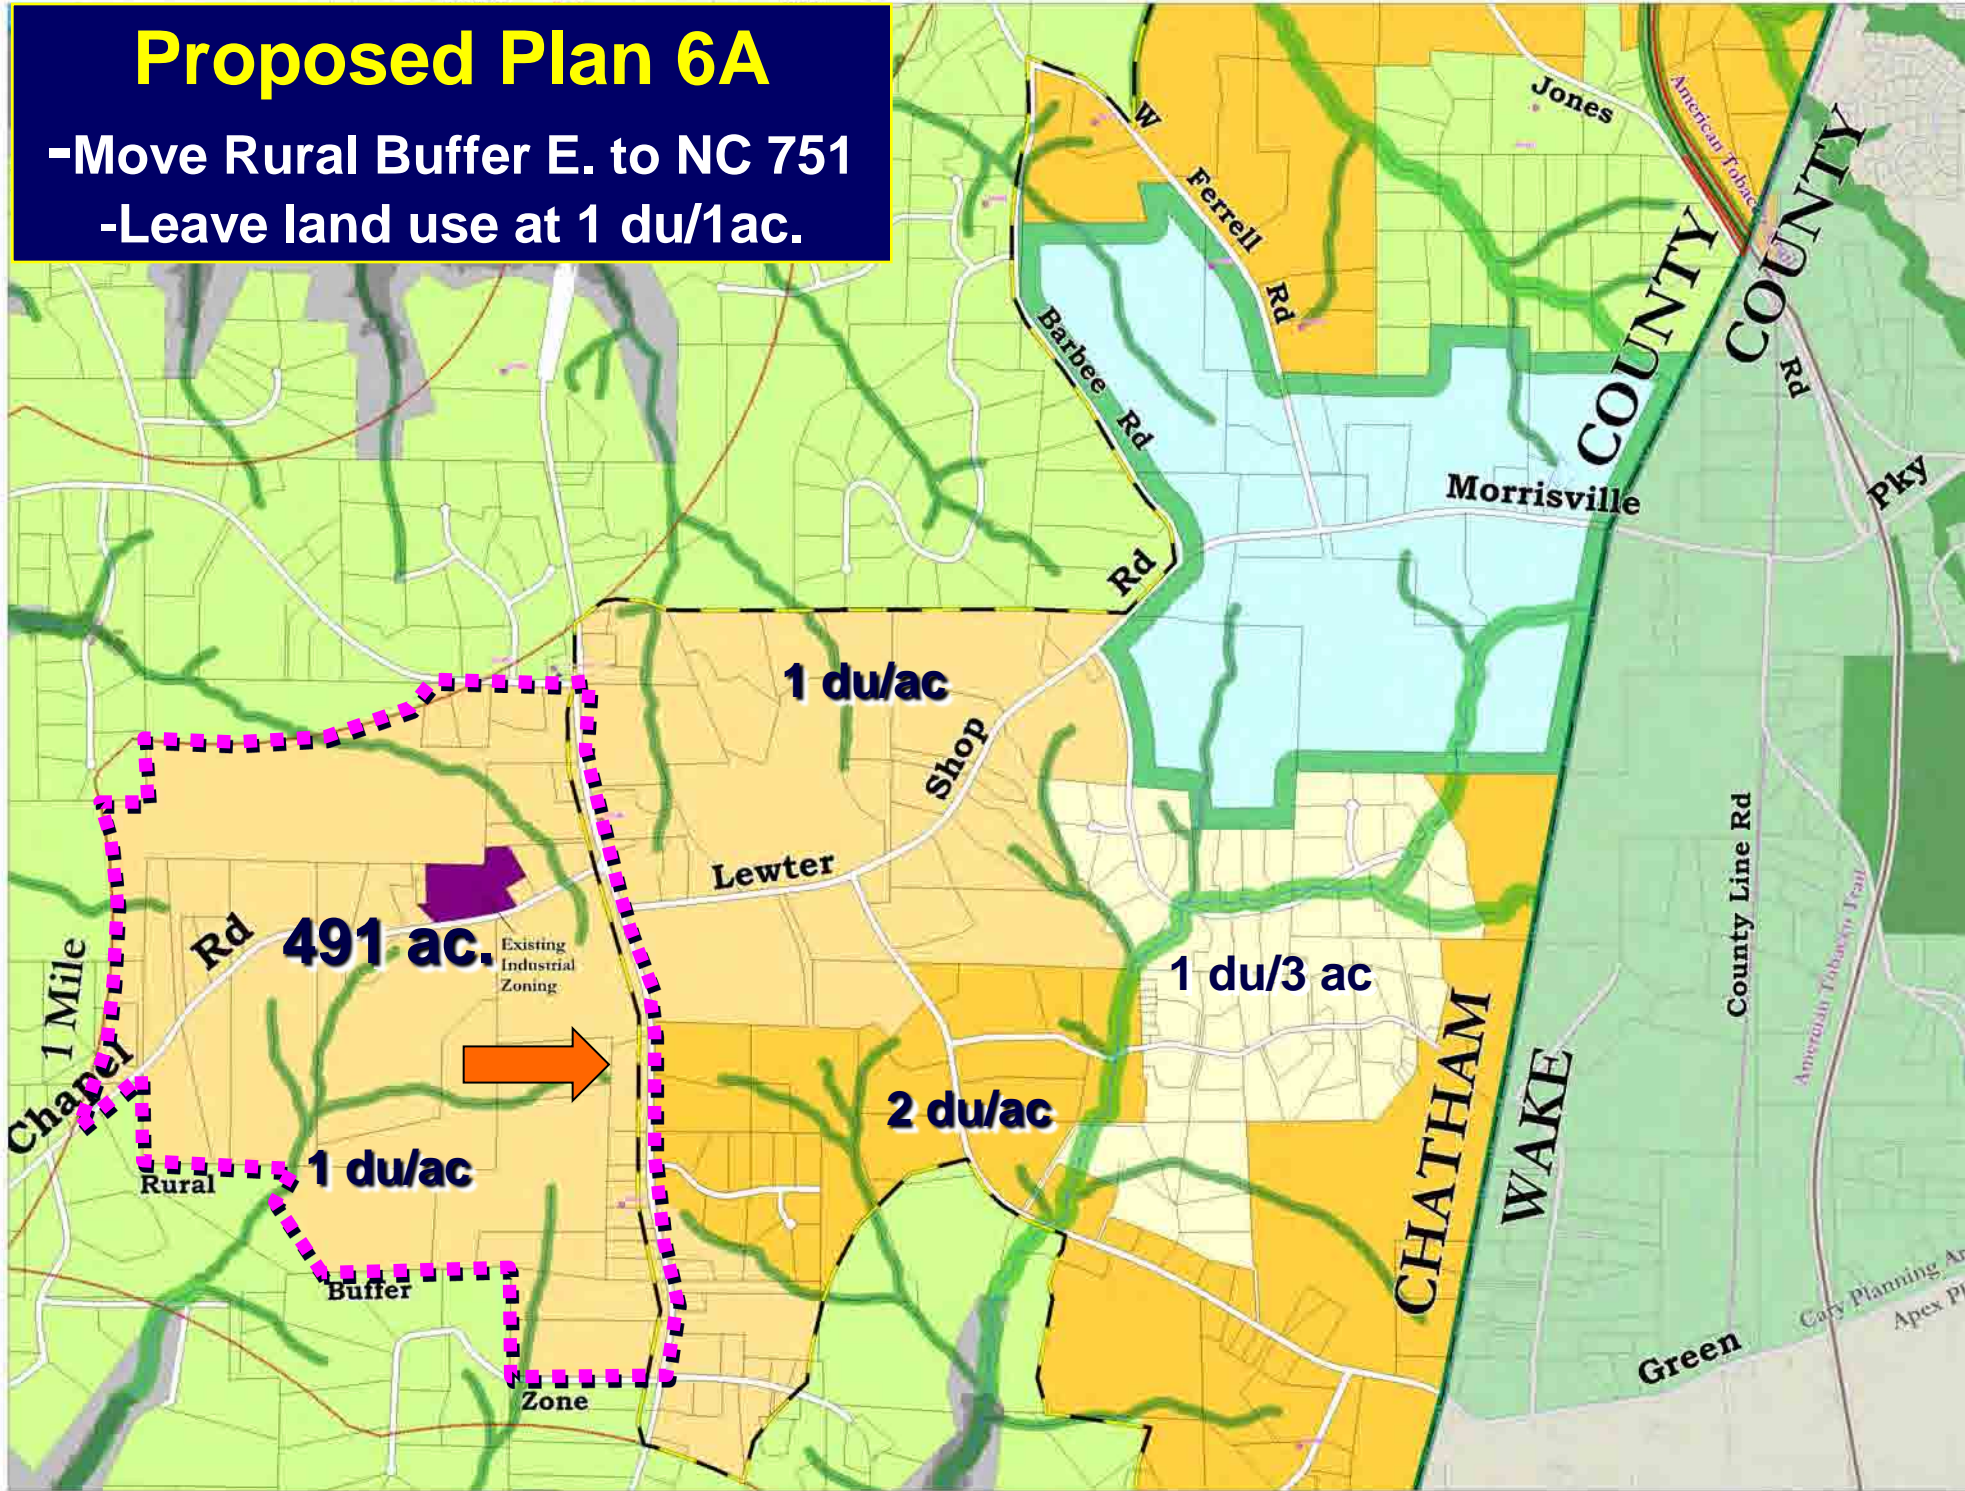 Proposed Plan 6A
-Move Rural Buffer E. to NC 751
-Leave land use at 1 du/1ac.
Jones
American Tobacco
W
Ferrell
Rd
COUNTY
COUNTY
Barbee Rd
Rd
Morrisville
Pky
Rd
1 du/ac
Shop
Lewter
County Line Rd
American Tobacco Trail
Rd
491 ac.
Existing
Industrial
Zoning
1 Mile
1 du/3 ac
Chapel
2 du/ac
CHATHAM
WAKE
1 du/ac
Rural
Buffer
Zone
Green
Cary Planning Ar
Apex Pl